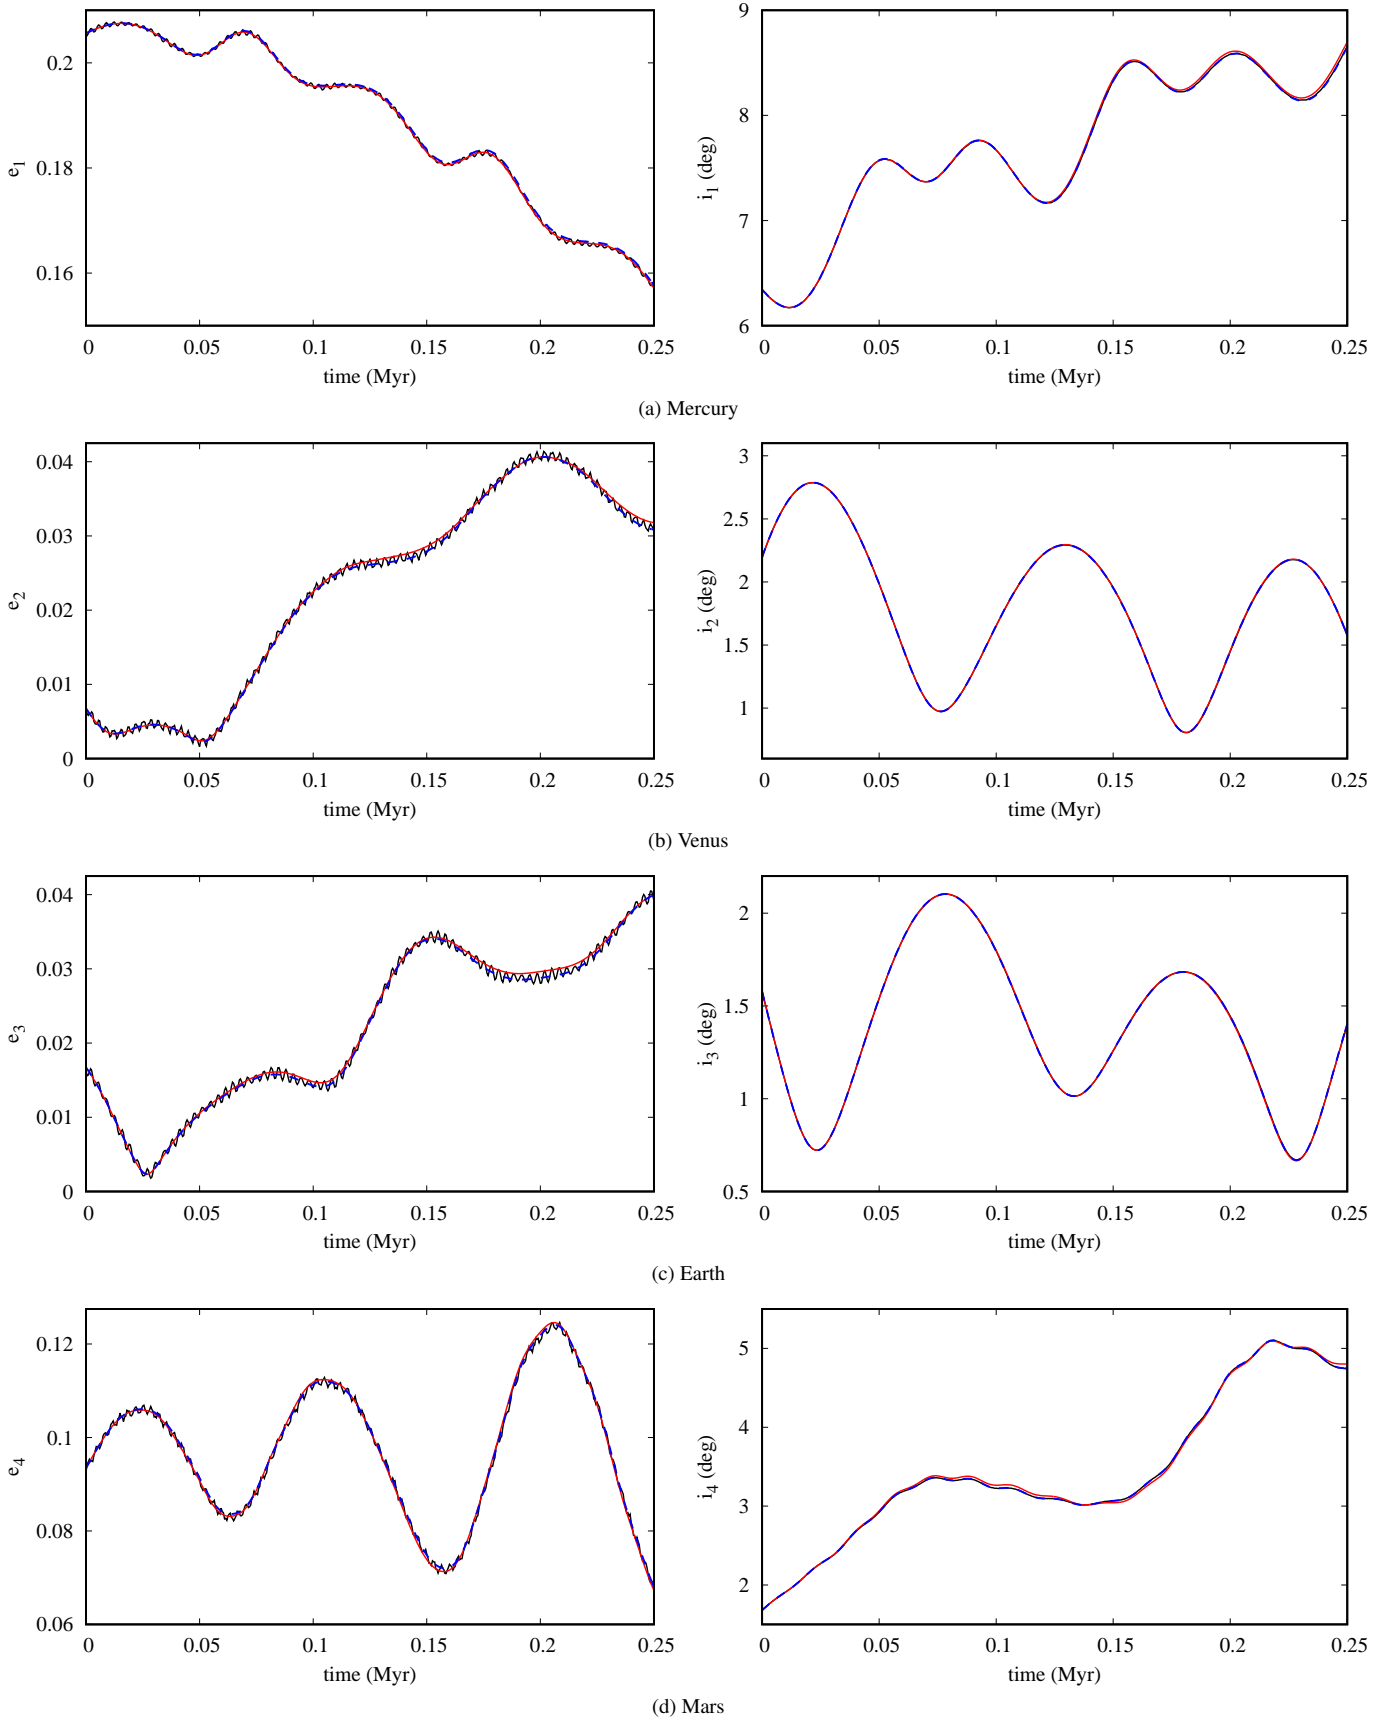 0.2
0.18
0.16
e1
0 0.05 0.1 0.15 0.2 0.25
time (Myr)
9
8
7
6
i1 (deg)
0 0.05 0.1 0.15 0.2 0.25
time (Myr)
(a) Mercury
0.04
0.03
0.02
0.01
0
e2
0 0.05 0.1 0.15 0.2 0.25
time (Myr)
3
2.5
2
1.5
1
i2 (deg)
0 0.05 0.1 0.15 0.2 0.25
time (Myr)
(b) Venus
0.04
0.03
0.02
0.01
0
e3
0 0.05 0.1 0.15 0.2 0.25
time (Myr)
2
1.5
1
0.5
i3 (deg)
0 0.05 0.1 0.15 0.2 0.25
time (Myr)
(c) Earth
0.12
0.1
0.08
0.06
e4
0 0.05 0.1 0.15 0.2 0.25
time (Myr)
5
4
3
2
i4 (deg)
0 0.05 0.1 0.15 0.2 0.25
time (Myr)
(d) Mars